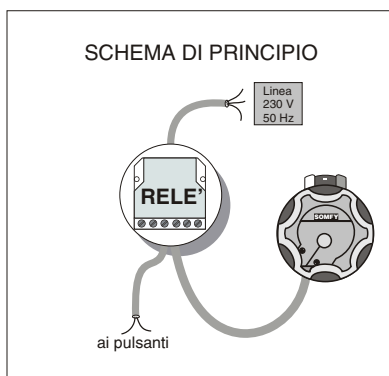 SCHEMA DI PRINCIPIO
Linea
230 V
50 Hz
RELE'
SOMFY
ai pulsanti